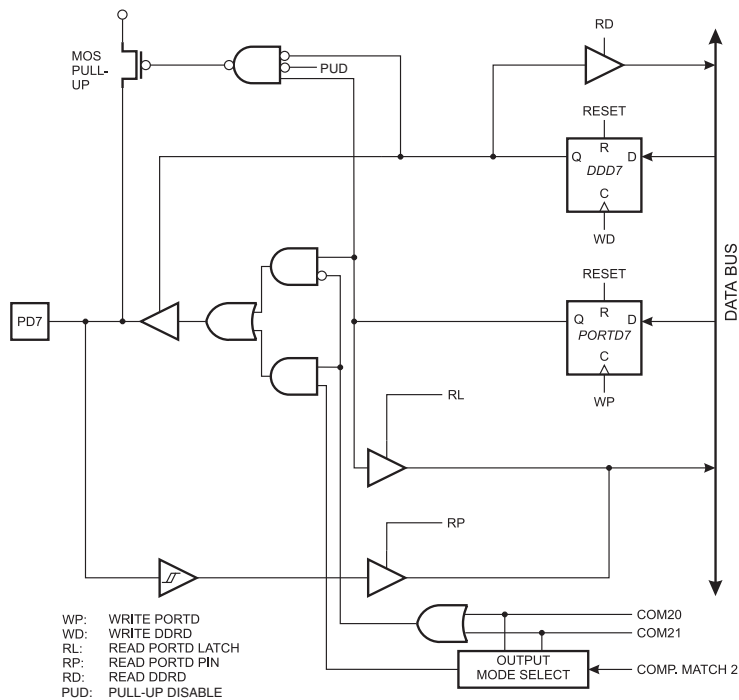 RD
MOS
PULL-
UP
PUD
RESET
R
Q
D
DDD7
C
WD
DATA BUS
RESET
PD7
R
Q
D
PORTD7
C
WP
RL
RP
WP: WRITE PORTD
WD: WRITE DDRD
RL: READ PORTD LATCH
RP: READ PORTD PIN
RD: READ DDRD
PUD: PULL-UP DISABLE
COM20
COM21
OUTPUT
MODE SELECT
COMP. MATCH 2